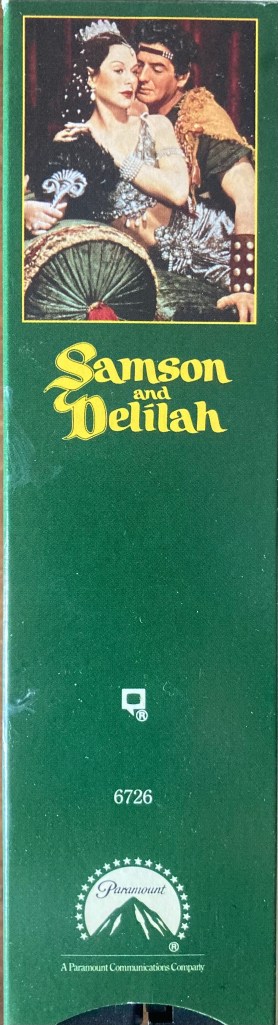 Samson
and
Delilah
®
6726
Paramount
®
A Paramount Communications Company